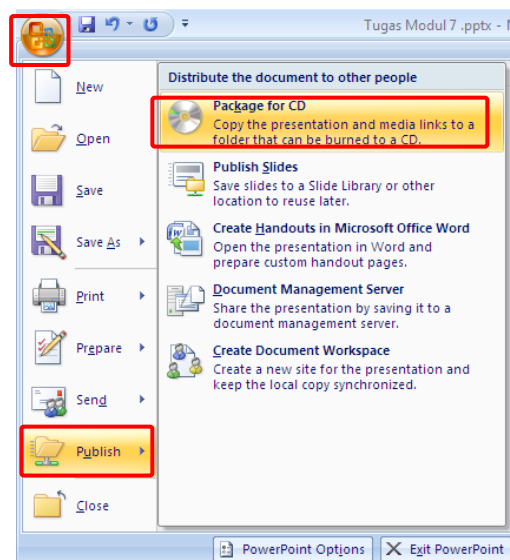 Tugas Modul 7 .pptx -
New
Open
Save
Save As
Print
Prepare
Send
Publish
Close
Distribute the document to other people
Package for CD
Copy the presentation and media links to a
folder that can be burned to a CD.
Publish Slides
Save slides to a Slide Library or other
location to reuse later.
Create Handouts in Microsoft Office Word
Open the presentation in Word and
prepare custom handout pages.
Document Management Server
Share the presentation by saving it to a
document management server.
Create Document Workspace
Create a new site for the presentation and
keep the local copy synchronized.
PowerPoint Options
Exit PowerPoint